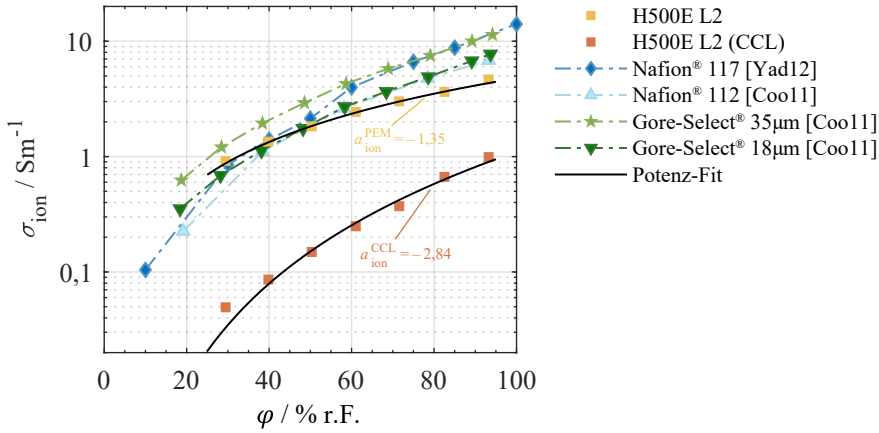 10
1
0,1
0
20
40
60
80
100
σion / Sm-1
φ / % r.F.
aionPEM = −1,35
aionCCL = −2,84
H500E L2
H500E L2 (CCL)
Nafion® 117 [Yad12]
Nafion® 112 [Coo11]
Gore-Select® 35μm [Coo11]
Gore-Select® 18μm [Coo11]
Potenz-Fit